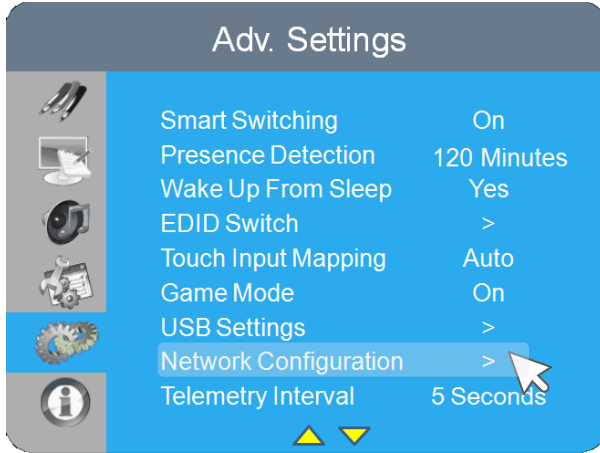 Adv. Settings
Smart Switching On
Presence Detection 120 Minutes
Wake Up From Sleep Yes
EDID Switch >
Touch Input Mapping Auto
Game Mode On
USB Settings >
Network Configuration >
Telemetry Interval 5 Seconds